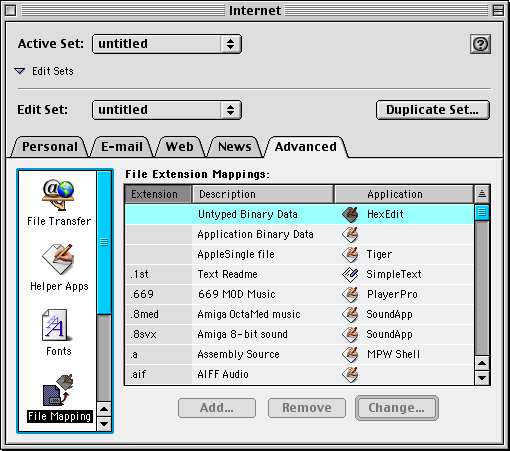 Internet
Active Set: untitled
?
Edit Sets
Edit Set: untitled Duplicate Set...
Personal E-mail Web News Advanced
File Transfer
Helper Apps
Fonts
File Mapping
File Extension Mappings:
Extension Description Application
Untyped Binary Data HexEdit
Application Binary Data
AppleSingle file Tiger
.1st Text Readme SimpleText
.669 669 MOD Music PlayerPro
.8med Amiga OctaMed music SoundApp
.8svx Amiga 8-bit sound SoundApp
.a Assembly Source MPW Shell
.aif AIFF Audio
Add... Remove Change...